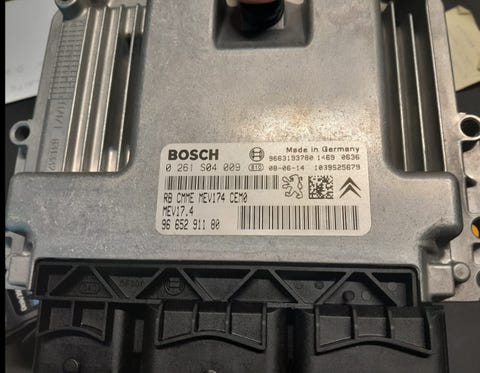 BOSCH
Made in Germany
9663193780 1469 0636
0 261 S04 009 E10 08-06-14 1039S25679
RB CMME MEV174 CEM0
MEV17.4
96 652 911 80